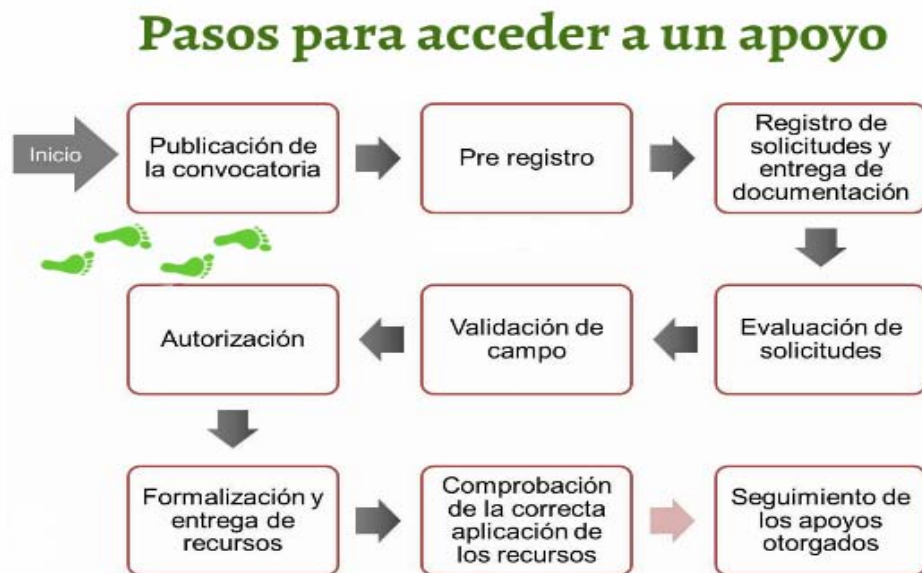 Pasos para acceder a un apoyo
Inicio
Publicación de
la convocatoria
Pre registro
Registro de
solicitudes y
entrega de
documentación
Evaluación de
solicitudes
Validación de
campo
Autorización
Formalización y
entrega de
recursos
Comprobación
de la correcta
aplicación de
los recursos
Seguimiento de
los apoyos
otorgados